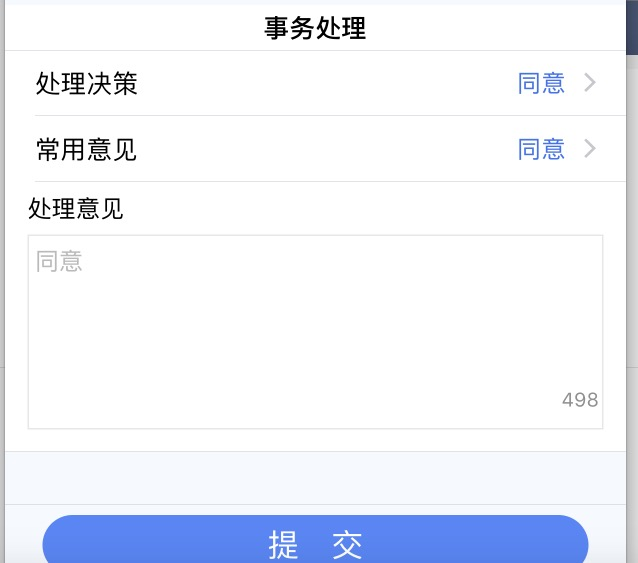 事务处理
处理决策 同意
常用意见 同意
处理意见
同意
498
提 交